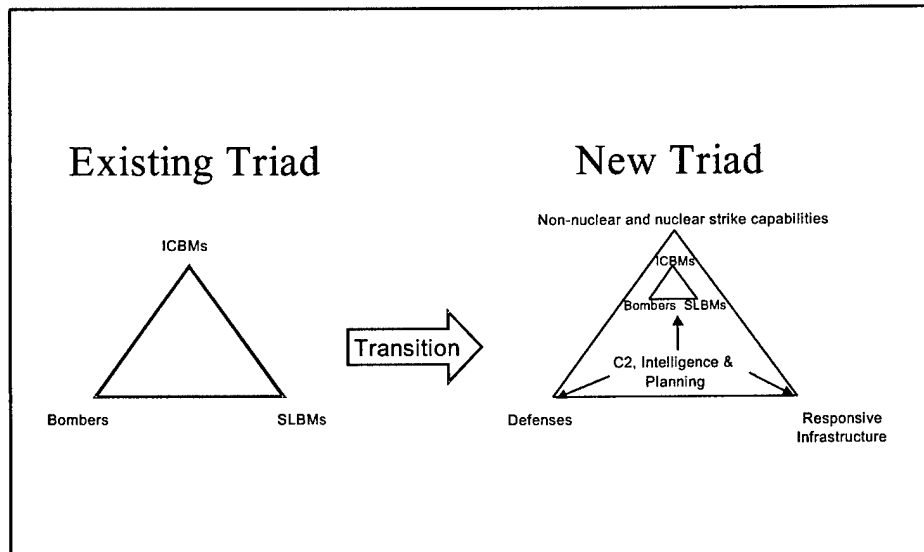 Existing Triad
New Triad
ICBMs
Bombers
SLBMs
Transition
Non-nuclear and nuclear strike capabilities
ICBMs
Bombers SLBMs
C2, Intelligence &
Planning
Defenses
Responsive
Infrastructure